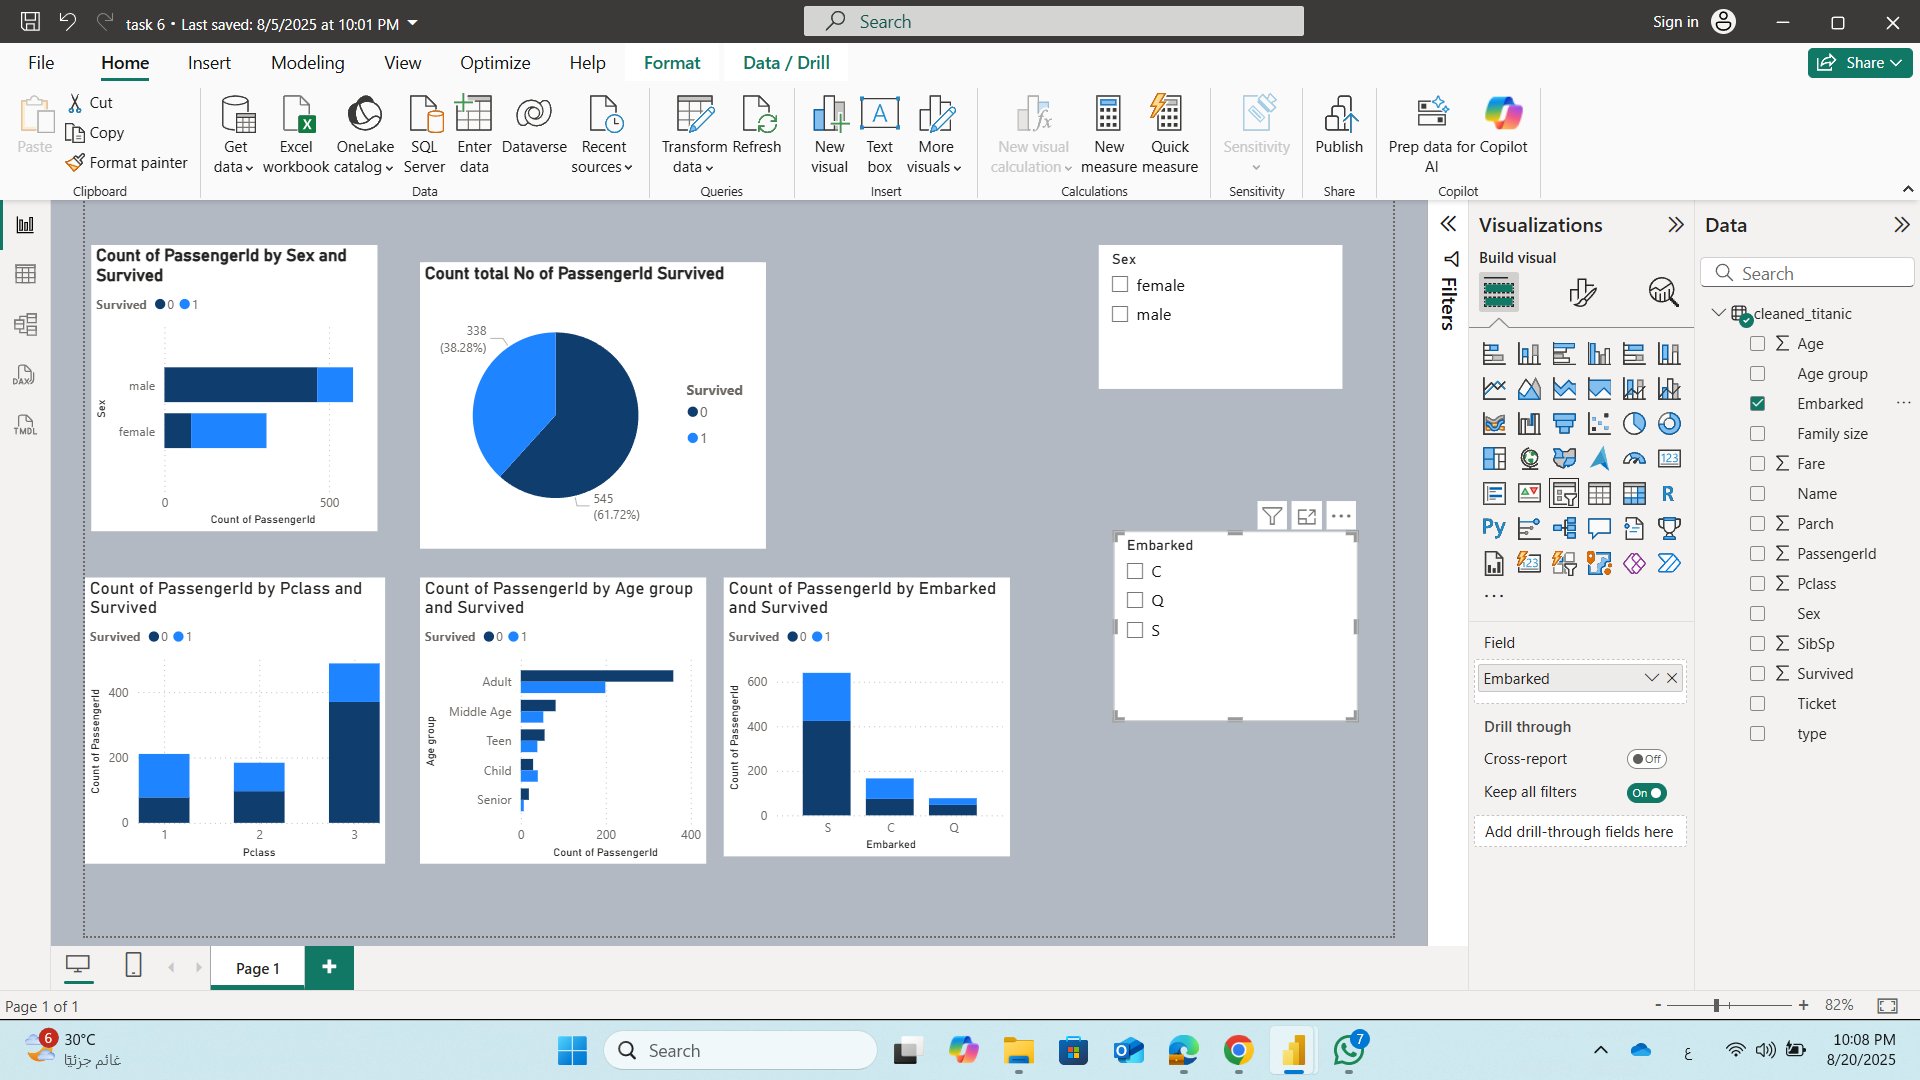 task 6 • Last saved: 8/5/2025 at 10:01 PM
Search
Sign in
File
Home
Insert
Modeling
View
Optimize
Help
Format
Data / Drill
Share
Paste
Cut
Copy
Format painter
Clipboard
Get data
Excel workbook
OneLake catalog
SQL Server
Enter data
Dataverse
Recent sources
Data
Transform data
Refresh
Queries
New visual
Text box
More visuals
Insert
New visual calculation
New measure
Quick measure
Calculations
Sensitivity
Sensitivity
Publish
Share
Prep data for AI
Copilot
Copilot
DAX
TMDL
Count of PassengerId by Sex and
Survived
Survived 0 1
Sex
male
female
0 500
Count of PassengerId
Count total No of PassengerId Survived
338
(38.28%)
545
(61.72%)
Survived
0
1
Sex
female
male
Count of PassengerId by Pclass and
Survived
Survived 0 1
Count of PassengerId
400
200
0
1 2 3
Pclass
Count of PassengerId by Age group
and Survived
Survived 0 1
Age group
Adult
Middle Age
Teen
Child
Senior
0 200 400
Count of PassengerId
Count of PassengerId by Embarked
and Survived
Survived 0 1
Count of PassengerId
600
400
200
0
S C Q
Embarked
Embarked
C
Q
S
Filters
Visualizations
Build visual
123
R
Py
123
Field
Embarked
Drill through
Cross-report
Off
Keep all filters
On
Add drill-through fields here
Data
Search
cleaned_titanic
Age
Age group
Embarked
Family size
Fare
Name
Parch
PassengerId
Pclass
Sex
SibSp
Survived
Ticket
type
Page 1
Page 1 of 1
82%
6
30°C
غائم جزئيًا
Search
7
ع
10:08 PM
8/20/2025